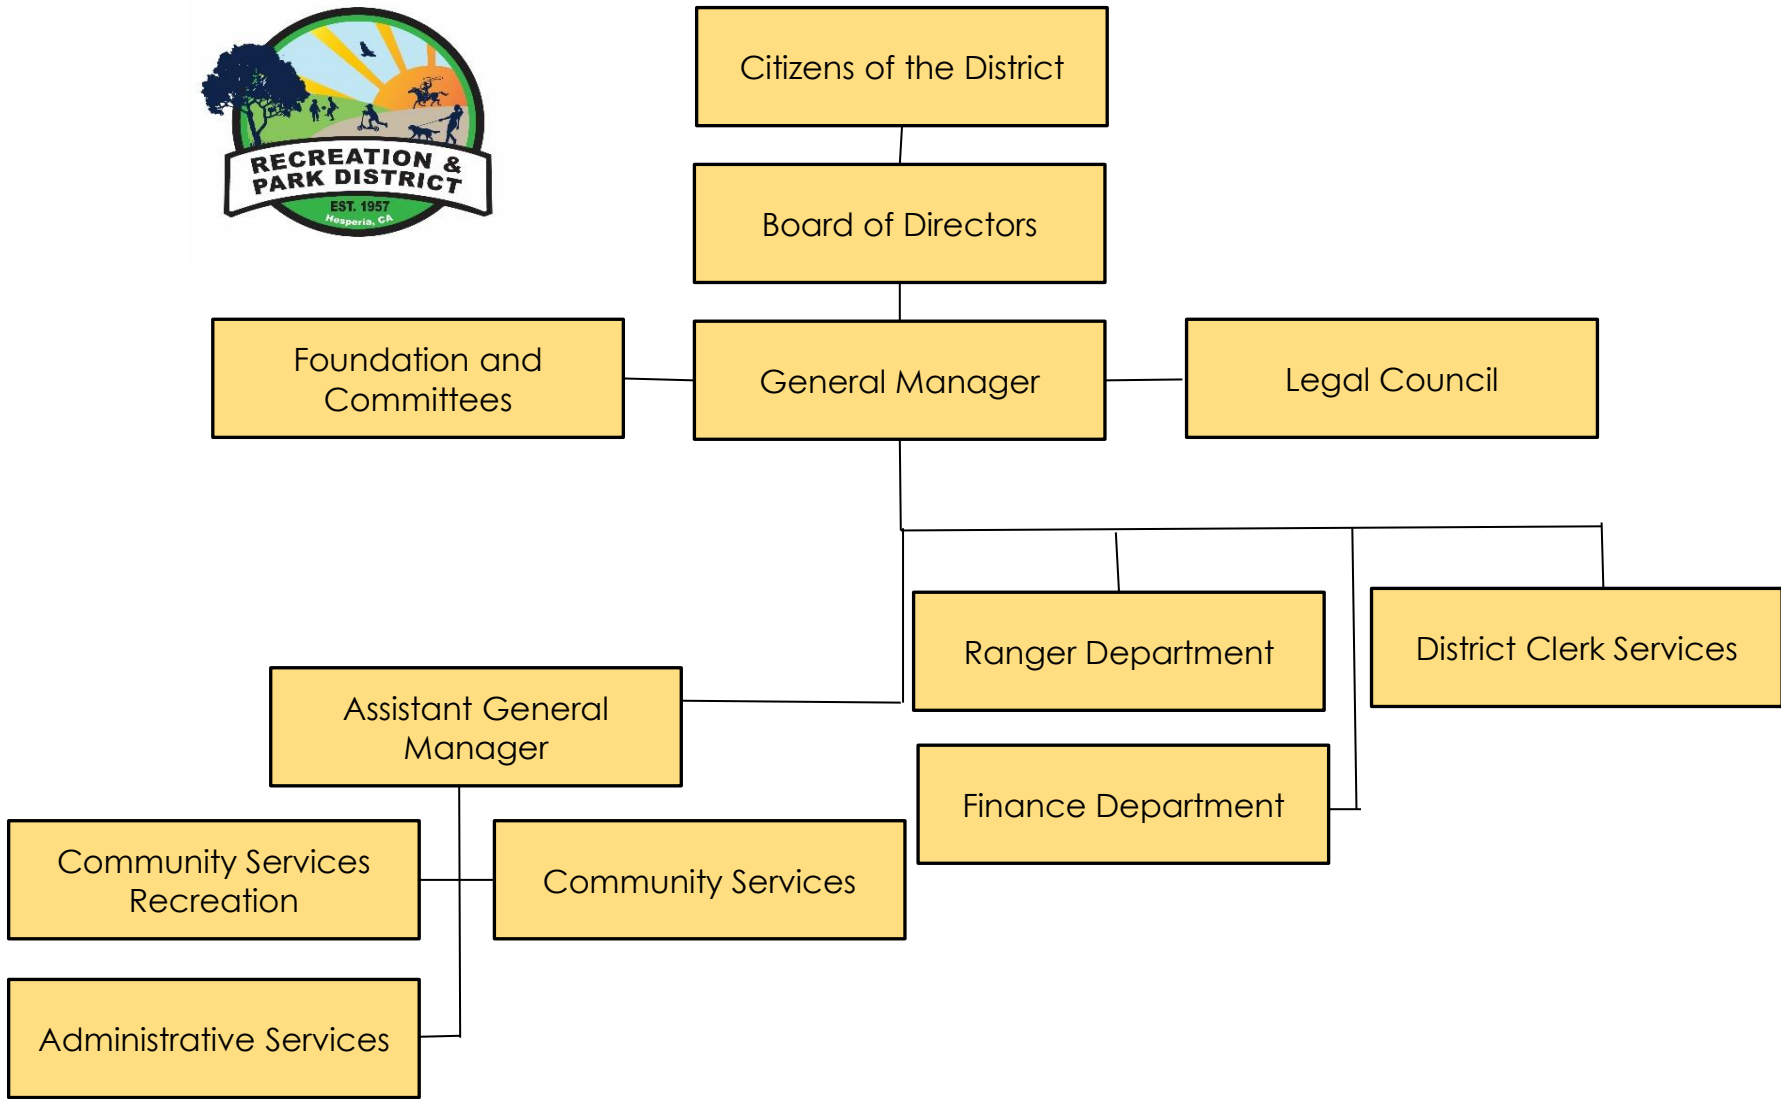 RECREATION &
PARK DISTRICT
EST. 1957
Hesperia, CA
Citizens of the District
Board of Directors
Foundation and
Committees
General Manager
Legal Council
Ranger Department
District Clerk Services
Assistant General
Manager
Finance Department
Community Services
Recreation
Community Services
Administrative Services